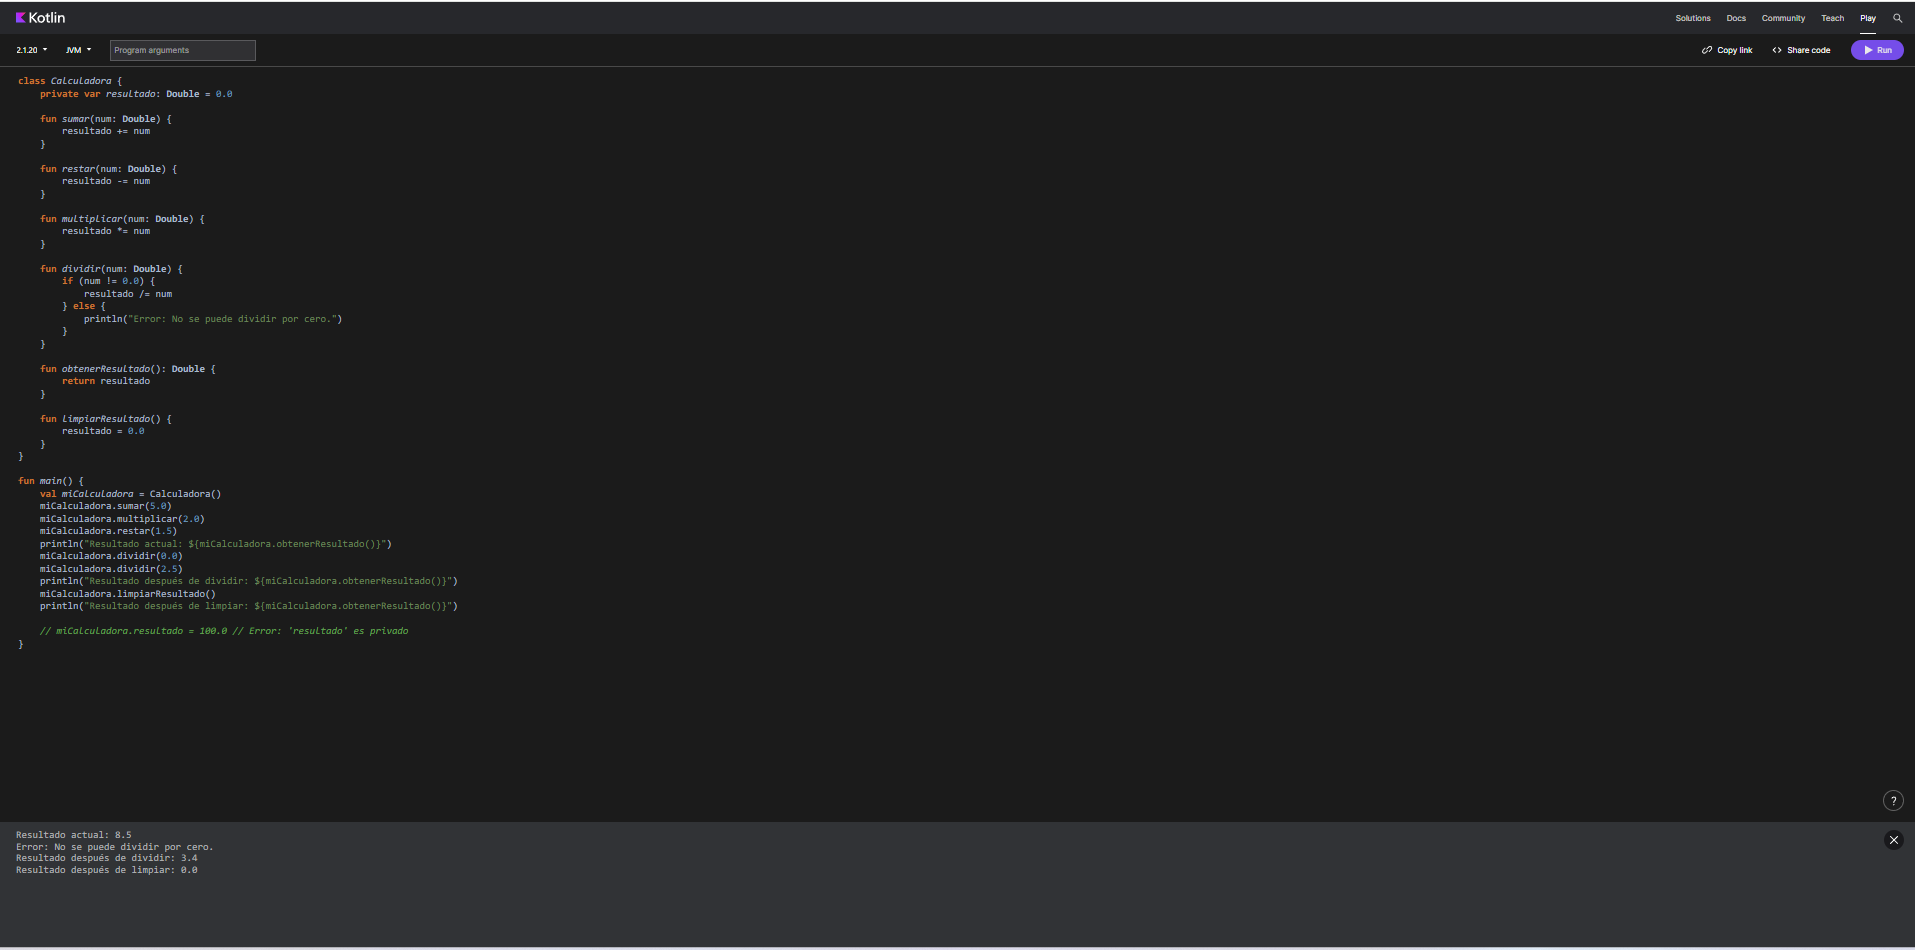 Kotlin
Solutions Docs Community Teach Play
2.1.20 JVM Program arguments Copy link Share code Run
class Calculadora {
    private var resultado: Double = 0.0
    fun sumar(num: Double) {
        resultado += num
    }
    fun restar(num: Double) {
        resultado -= num
    }
    fun multiplicar(num: Double) {
        resultado *= num
    }
    fun dividir(num: Double) {
        if (num != 0.0) {
            resultado /= num
        } else {
            println("Error: No se puede dividir por cero.")
        }
    }
    fun obtenerResultado(): Double {
        return resultado
    }
    fun limpiarResultado() {
        resultado = 0.0
    }
}
fun main() {
    val miCalculadora = Calculadora()
    miCalculadora.sumar(5.0)
    miCalculadora.multiplicar(2.0)
    miCalculadora.restar(1.5)
    println("Resultado actual: ${miCalculadora.obtenerResultado()}")
    miCalculadora.dividir(0.0)
    miCalculadora.dividir(2.5)
    println("Resultado después de dividir: ${miCalculadora.obtenerResultado()}")
    miCalculadora.limpiarResultado()
    println("Resultado después de limpiar: ${miCalculadora.obtenerResultado()}")
    // miCalculadora.resultado = 100.0 // Error: 'resultado' es privado
}
?
Resultado actual: 8.5
Error: No se puede dividir por cero.
Resultado después de dividir: 3.4
Resultado después de limpiar: 0.0